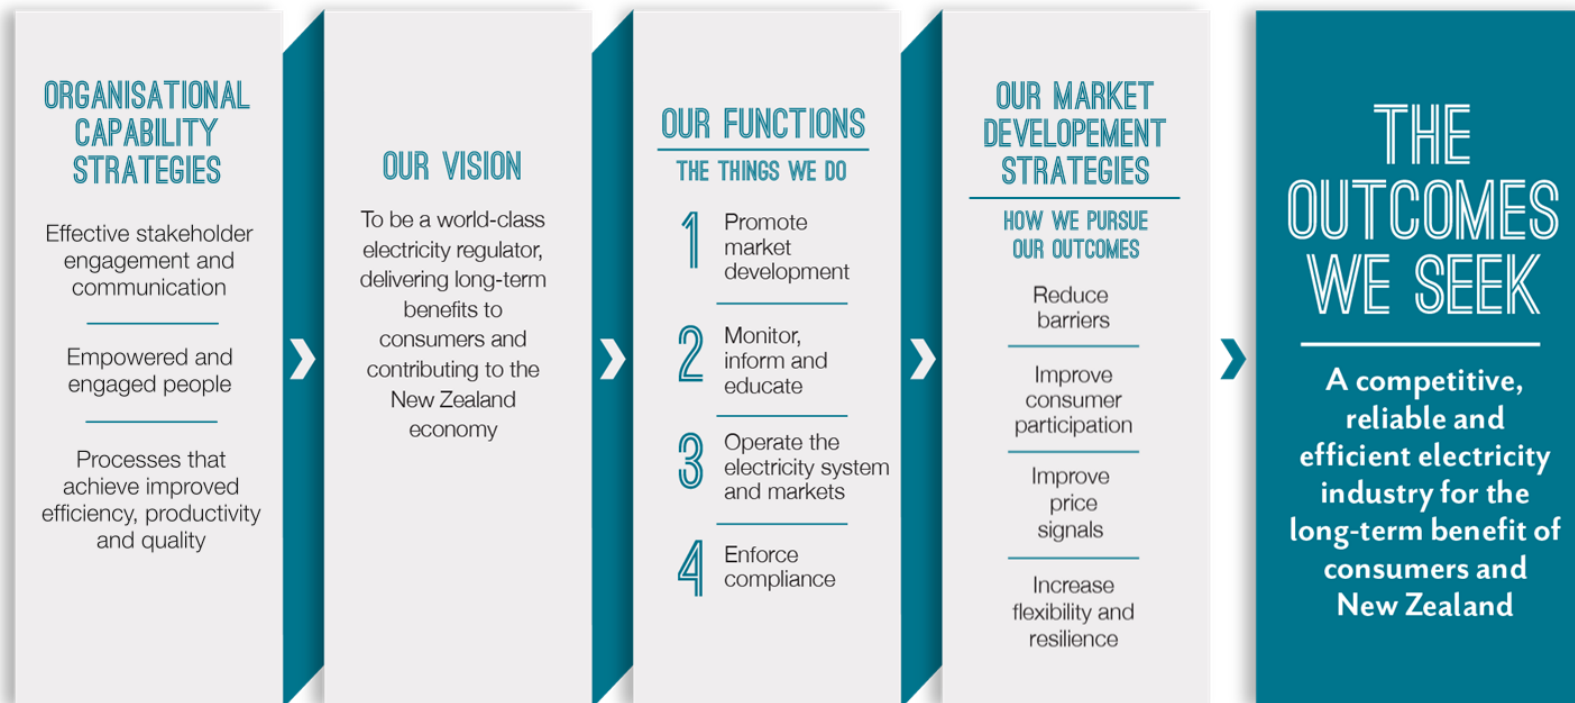 ORGANISATIONAL
CAPABILITY
STRATEGIES
Effective stakeholder
engagement and
communication
Empowered and
engaged people
Processes that
achieve improved
efficiency, productivity
and quality
OUR VISION
To be a world-class
electricity regulator,
delivering long-term
benefits to
consumers and
contributing to the
New Zealand
economy
OUR FUNCTIONS
THE THINGS WE DO
1 Promote
market
development
2 Monitor,
inform and
educate
3 Operate the
electricity system
and markets
4 Enforce
compliance
OUR MARKET
DEVELOPEMENT
STRATEGIES
HOW WE PURSUE
OUR OUTCOMES
Reduce
barriers
Improve
consumer
participation
Improve
price
signals
Increase
flexibility and
resilience
THE
OUTCOMES
WE SEEK
A competitive,
reliable and
efficient electricity
industry for the
long-term benefit of
consumers and
New Zealand